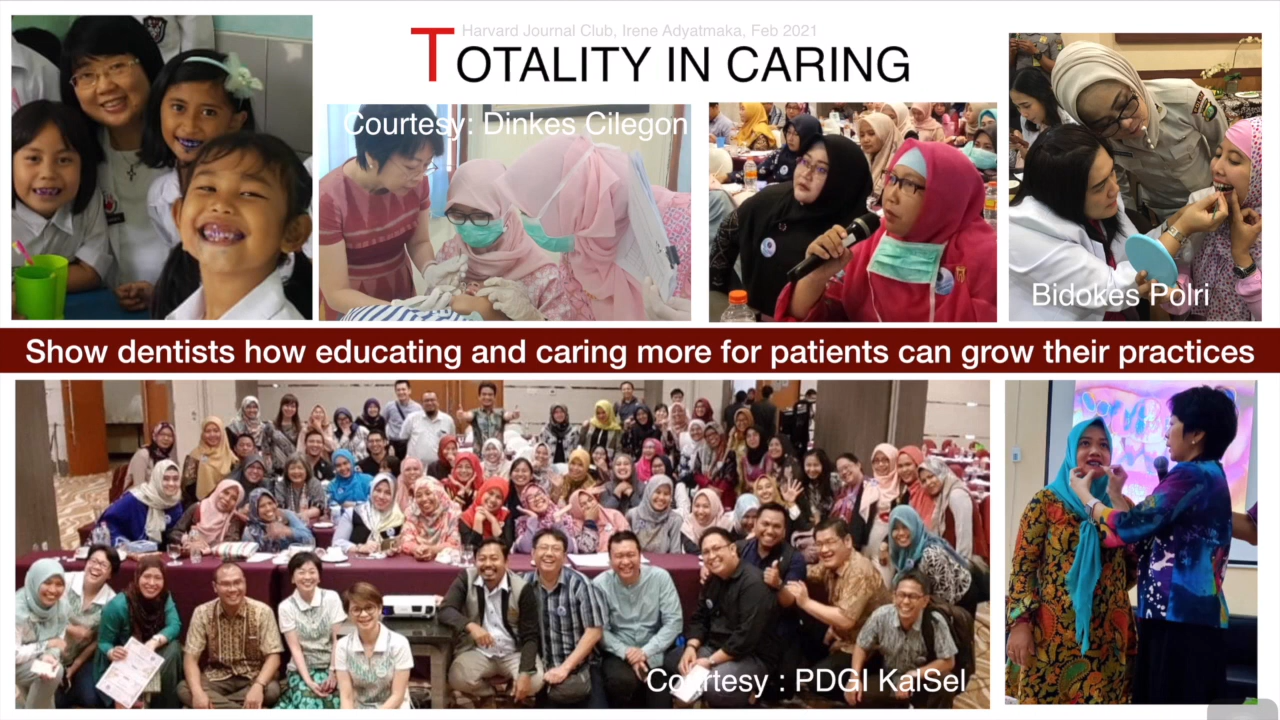 Harvard Journal Club, Irene Adyatmaka, Feb 2021
TOTALITY IN CARING
Courtesy: Dinkes Cilegon
Bidokes Polri
Show dentists how educating and caring more for patients can grow their practices
Courtesy : PDGI KalSel